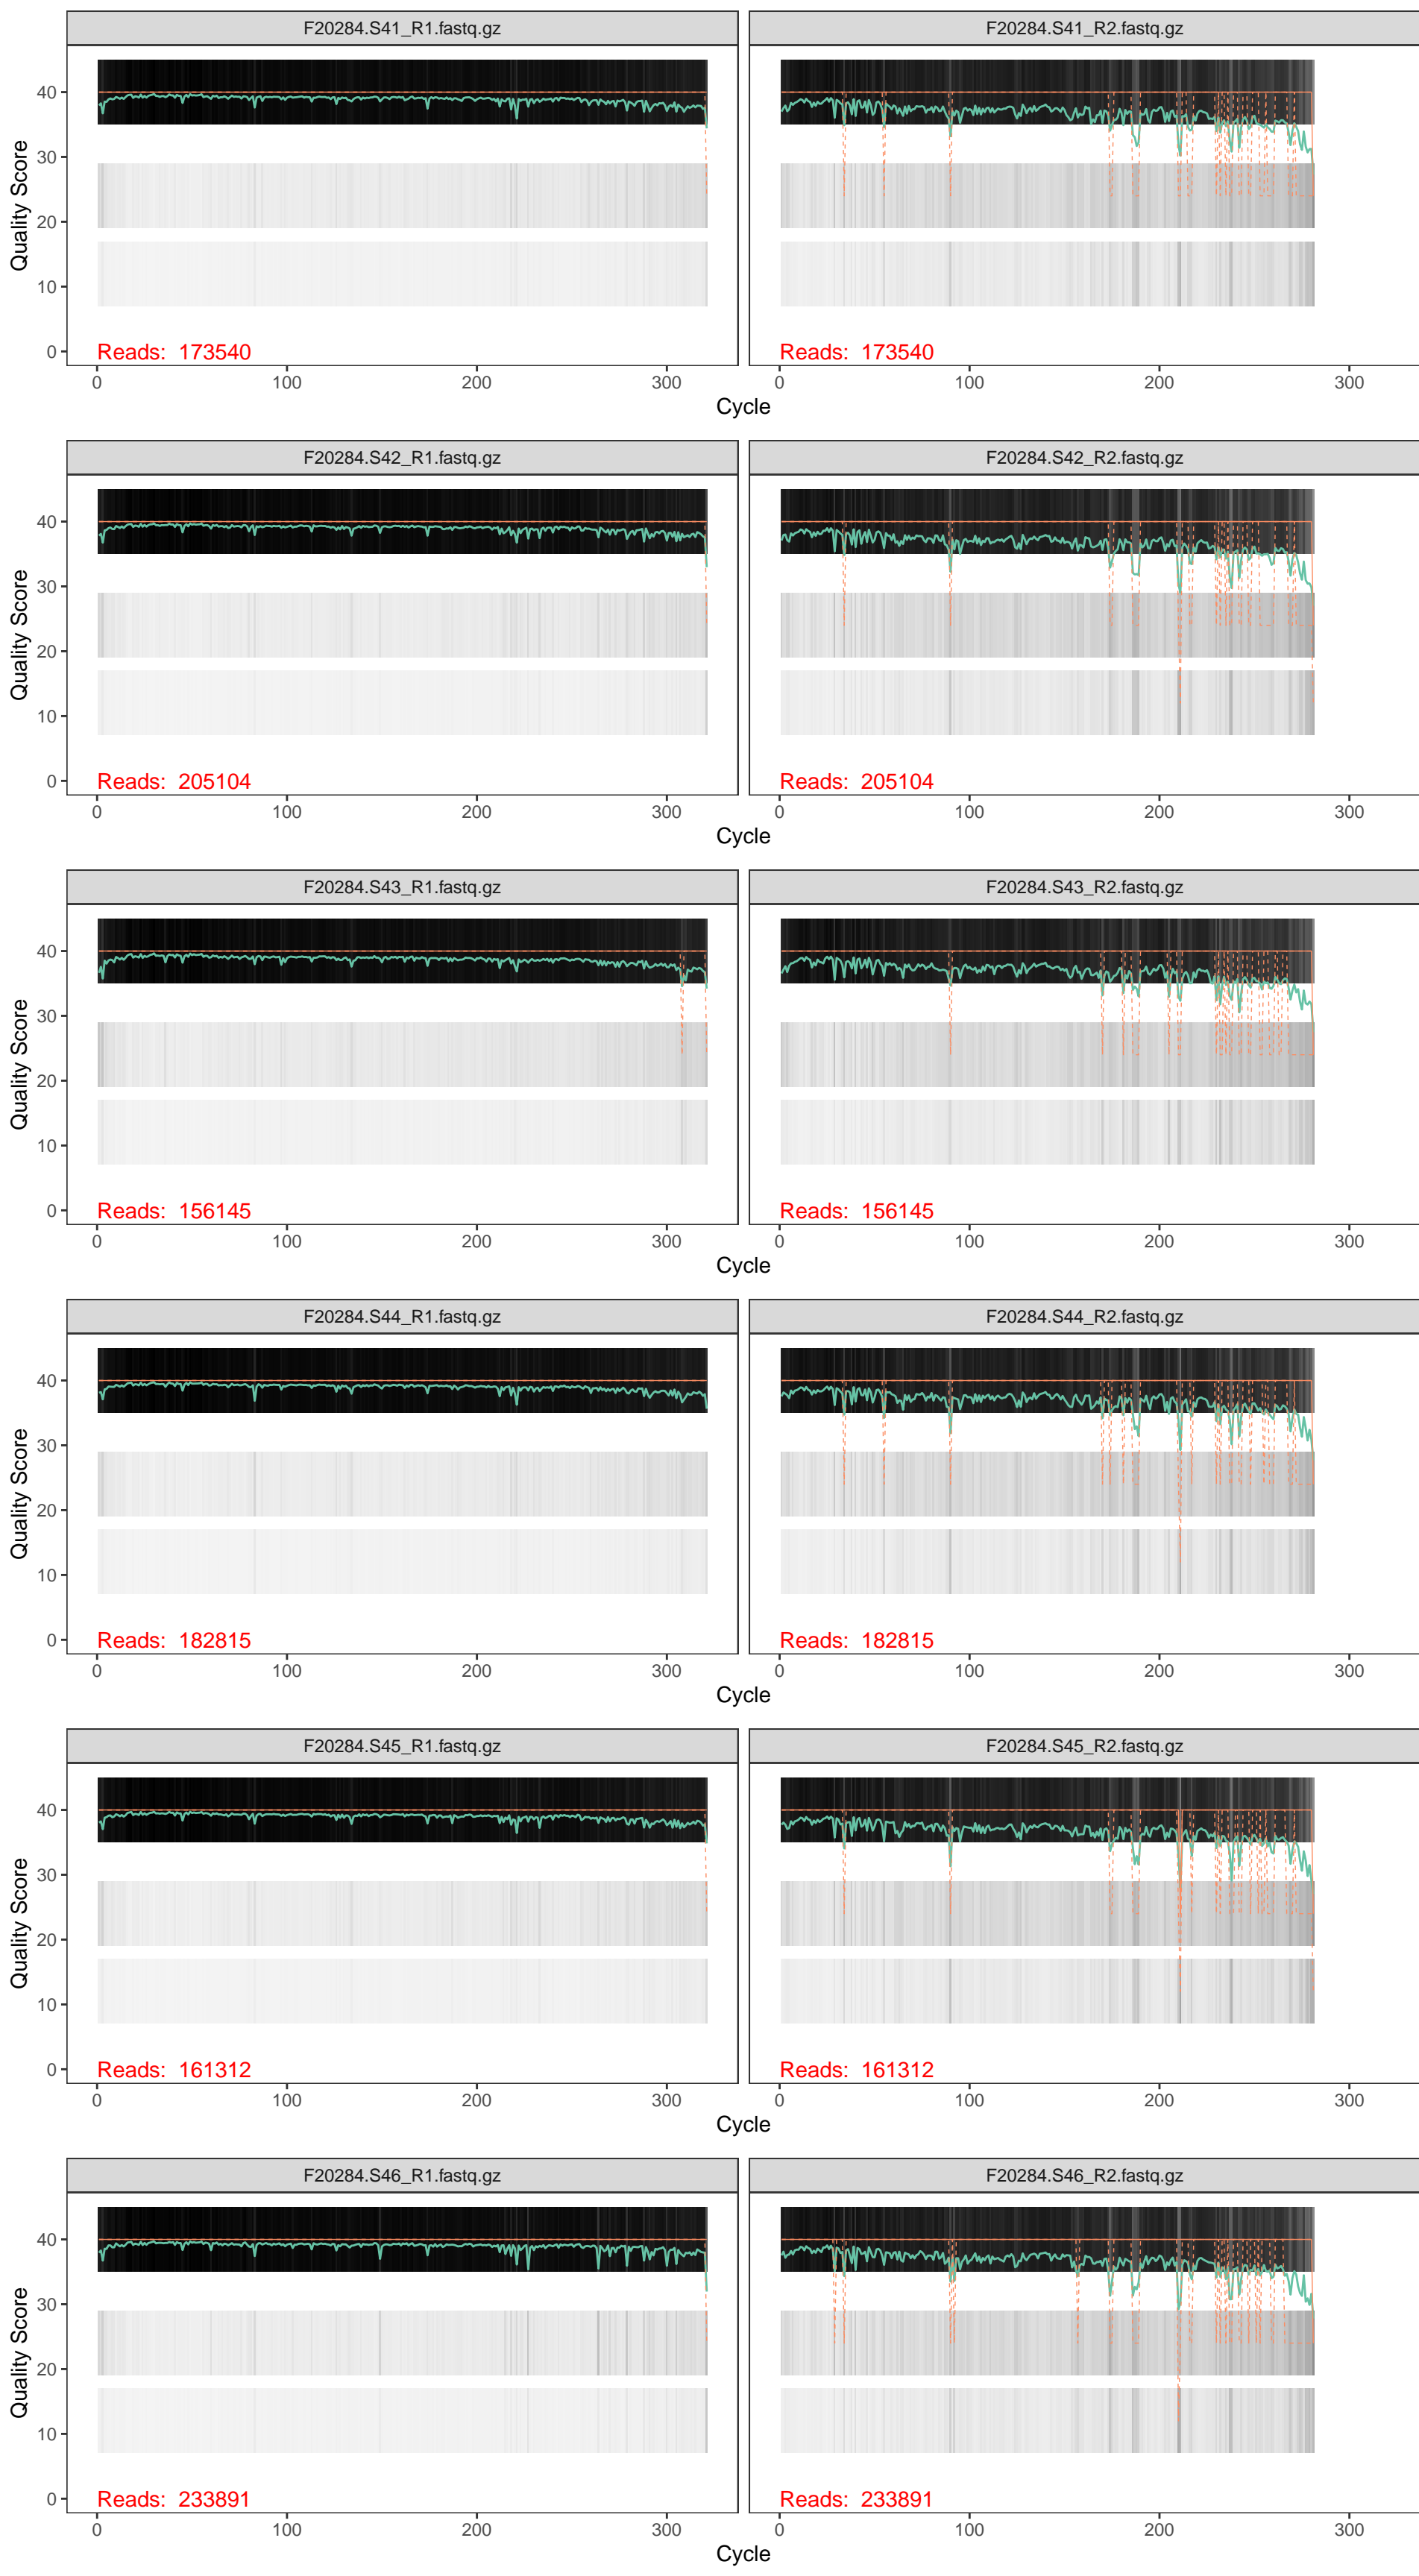 F20284.S41_R1.fastq.gz F20284.S41_R2.fastq.gz
Quality Score
40
30
20
10
0
Reads: 173540 Reads: 173540
0 100 200 300 0 100 200 300
Cycle
F20284.S42_R1.fastq.gz F20284.S42_R2.fastq.gz
Quality Score
40
30
20
10
0
Reads: 205104 Reads: 205104
0 100 200 300 0 100 200 300
Cycle
F20284.S43_R1.fastq.gz F20284.S43_R2.fastq.gz
Quality Score
40
30
20
10
0
Reads: 156145 Reads: 156145
0 100 200 300 0 100 200 300
Cycle
F20284.S44_R1.fastq.gz F20284.S44_R2.fastq.gz
Quality Score
40
30
20
10
0
Reads: 182815 Reads: 182815
0 100 200 300 0 100 200 300
Cycle
F20284.S45_R1.fastq.gz F20284.S45_R2.fastq.gz
Quality Score
40
30
20
10
0
Reads: 161312 Reads: 161312
0 100 200 300 0 100 200 300
Cycle
F20284.S46_R1.fastq.gz F20284.S46_R2.fastq.gz
Quality Score
40
30
20
10
0
Reads: 233891 Reads: 233891
0 100 200 300 0 100 200 300
Cycle